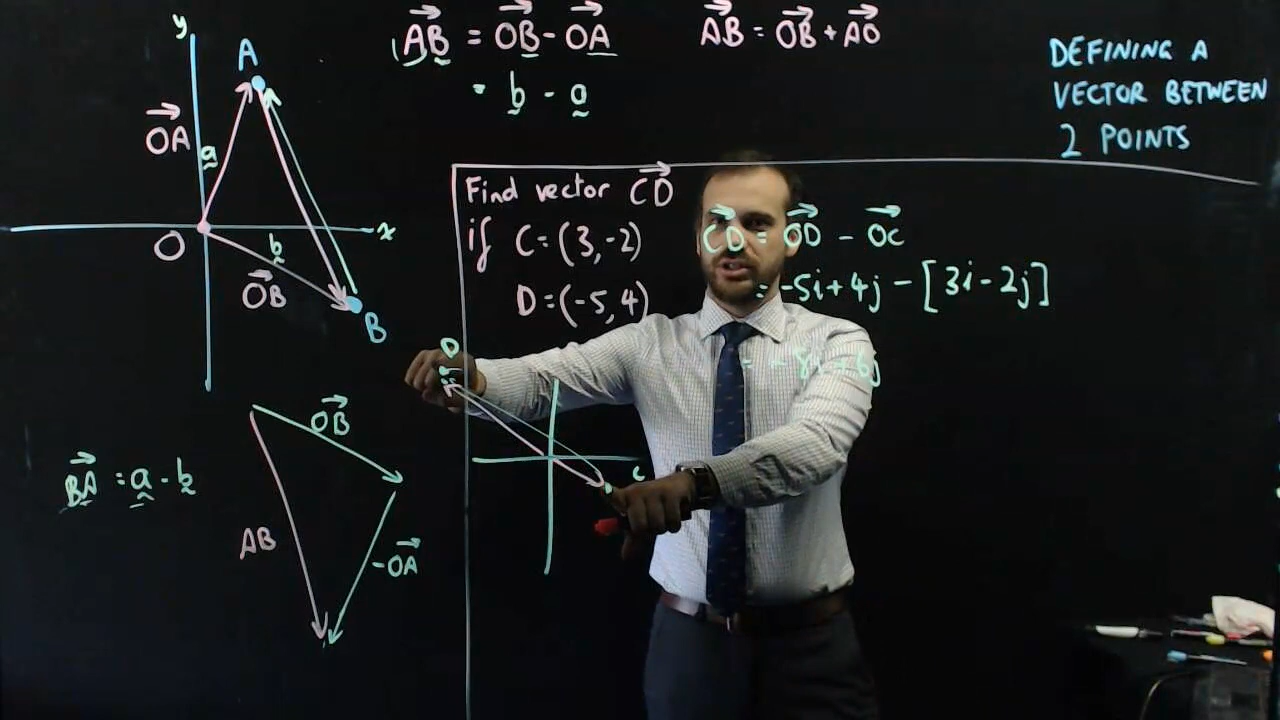 AB = OB - OA
= b - a
AB = OB + AO
DEFINING A
VECTOR BETWEEN
2 POINTS
y
A
OA
a
O
x
b
OB
B
Find vector CD
if C = (3, -2)
D = (-5, 4)
CD = OD - OC
= -5i + 4j - [3i - 2j]
= -8i + 6j
D
C
OB
BA = a - b
AB
-OA